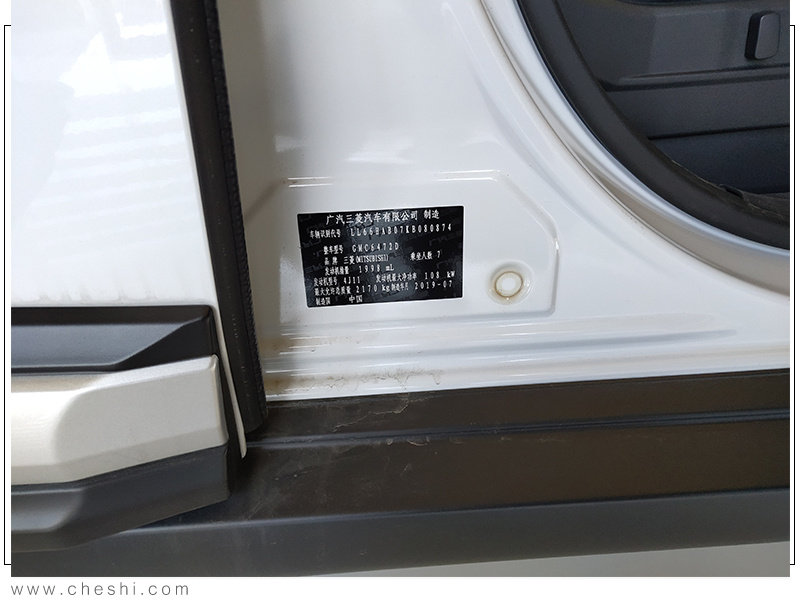 广汽三菱汽车有限公司 制造
车辆识别代号 LL66HAB07KB080874
整车型号 GMC6472D
品牌 三菱(MITSUBISHI) 乘坐人数 7
发动机排量 1998 mL
发动机型号 4J11 发动机最大净功率 108 kW
最大允许总质量 2170 kg 制造年月 2019-07
制造国 中国
www.cheshi.com